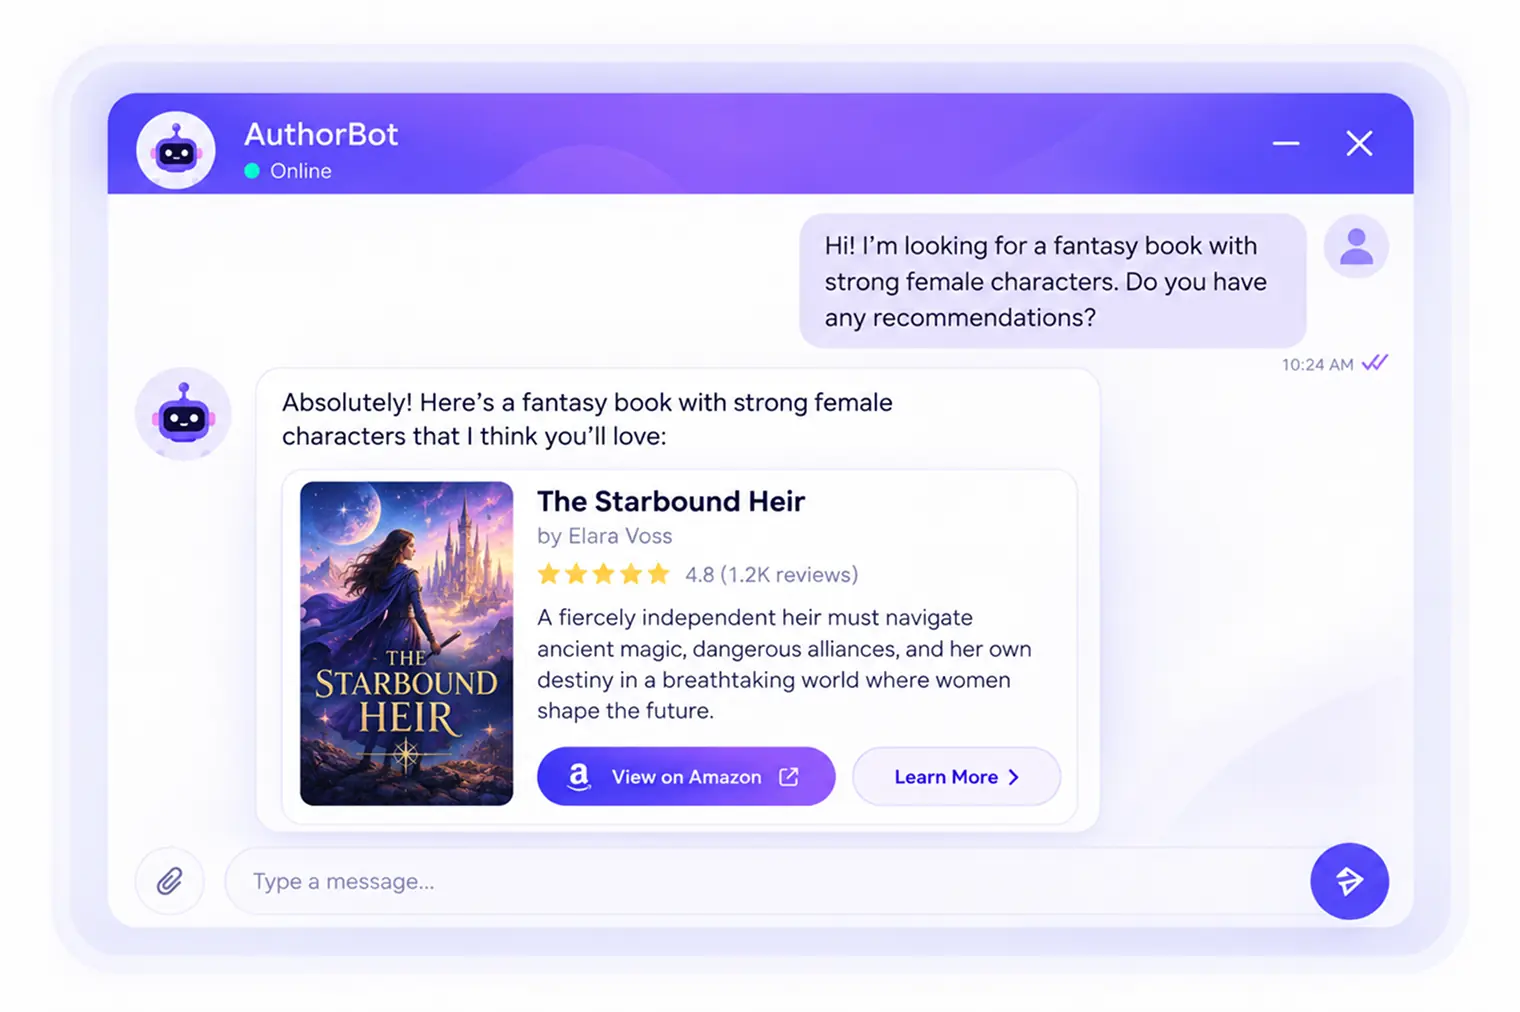 AuthorBot
Online
Hi! I’m looking for a fantasy book with
strong female characters. Do you have
any recommendations?
10:24 AM
Absolutely! Here’s a fantasy book with strong female
characters that I think you’ll love:
THE
STARBOUND
HEIR
The Starbound Heir
by Elara Voss
4.8 (1.2K reviews)
A fiercely independent heir must navigate
ancient magic, dangerous alliances, and her own
destiny in a breathtaking world where women
shape the future.
a View on Amazon
Learn More
Type a message...